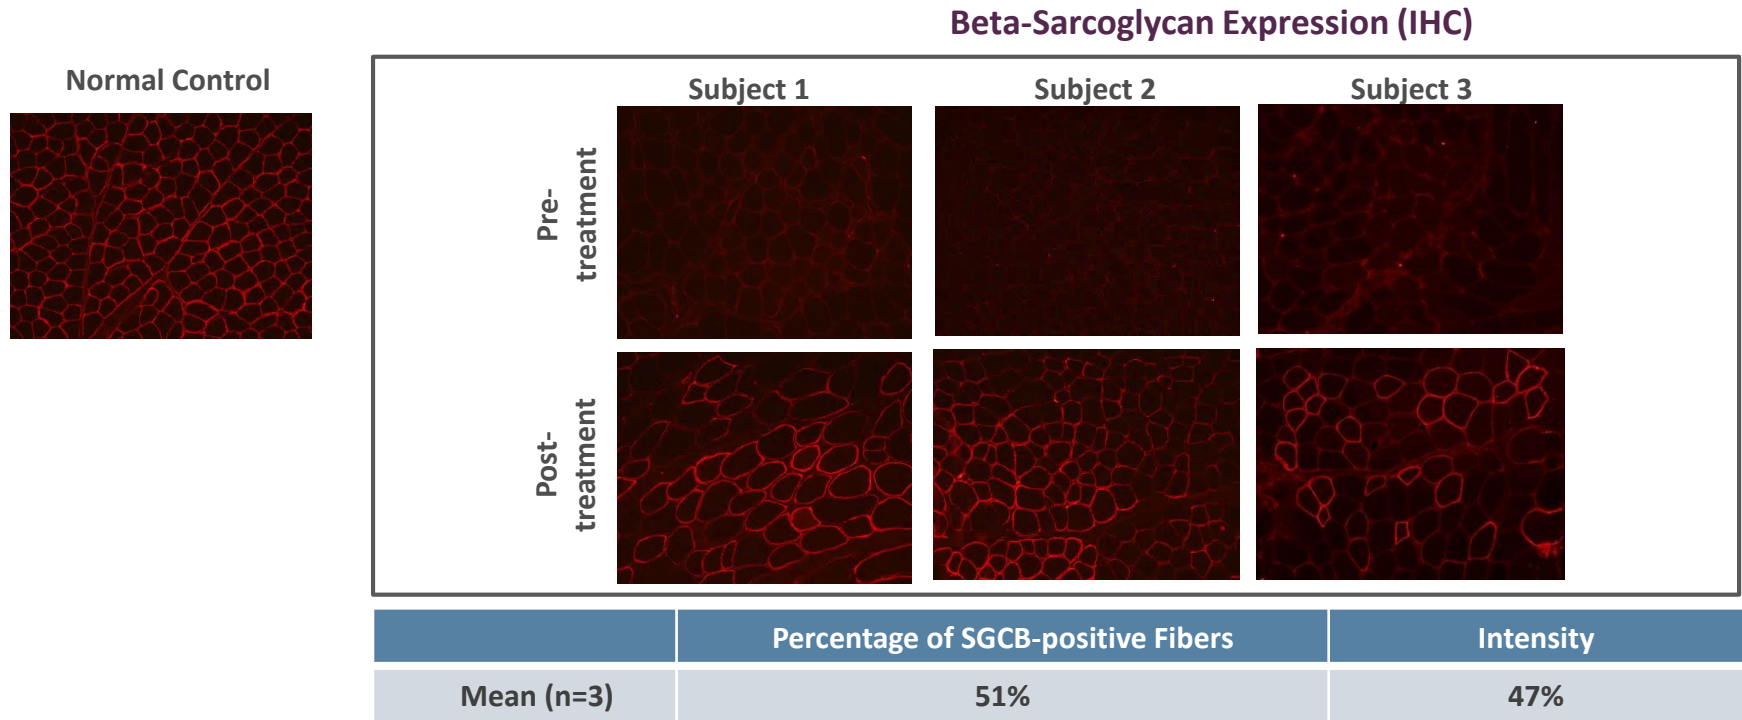 Beta-Sarcoglycan Expression (IHC)
Normal Control
Subject 1
Subject 2
Subject 3
Pre-
treatment
Post-
treatment
Percentage of SGCB-positive Fibers
Intensity
Mean (n=3)
51%
47%